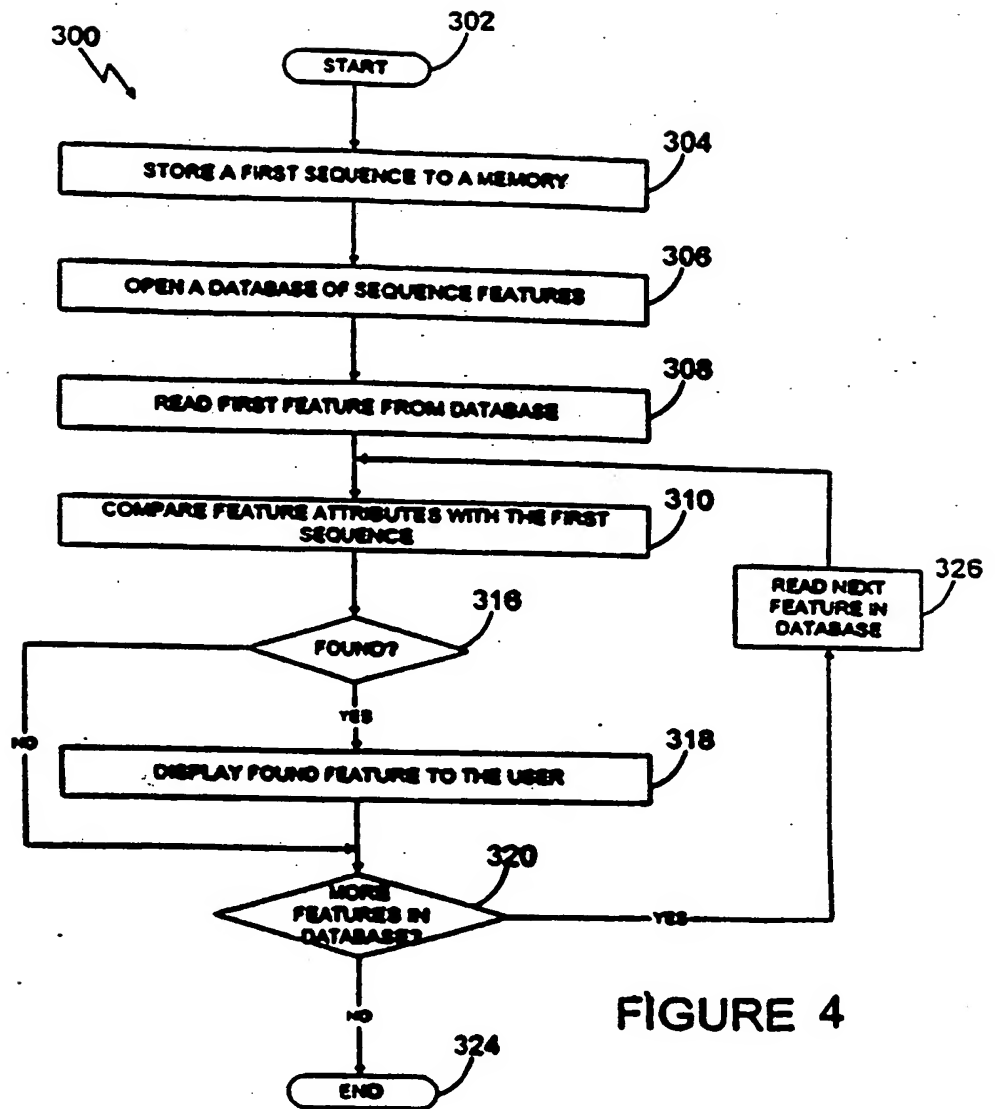 300
302
START
304
STORE A FIRST SEQUENCE TO A MEMORY
306
OPEN A DATABASE OF SEQUENCE FEATURES
308
READ FIRST FEATURE FROM DATABASE
310
COMPARE FEATURE ATTRIBUTES WITH THE FIRST
SEQUENCE
326
READ NEXT
FEATURE IN
DATABASE
316
FOUND?
YES
NO
318
DISPLAY FOUND FEATURE TO THE USER
320
MORE
FEATURES IN
DATABASE?
YES
NO
FIGURE 4
324
END